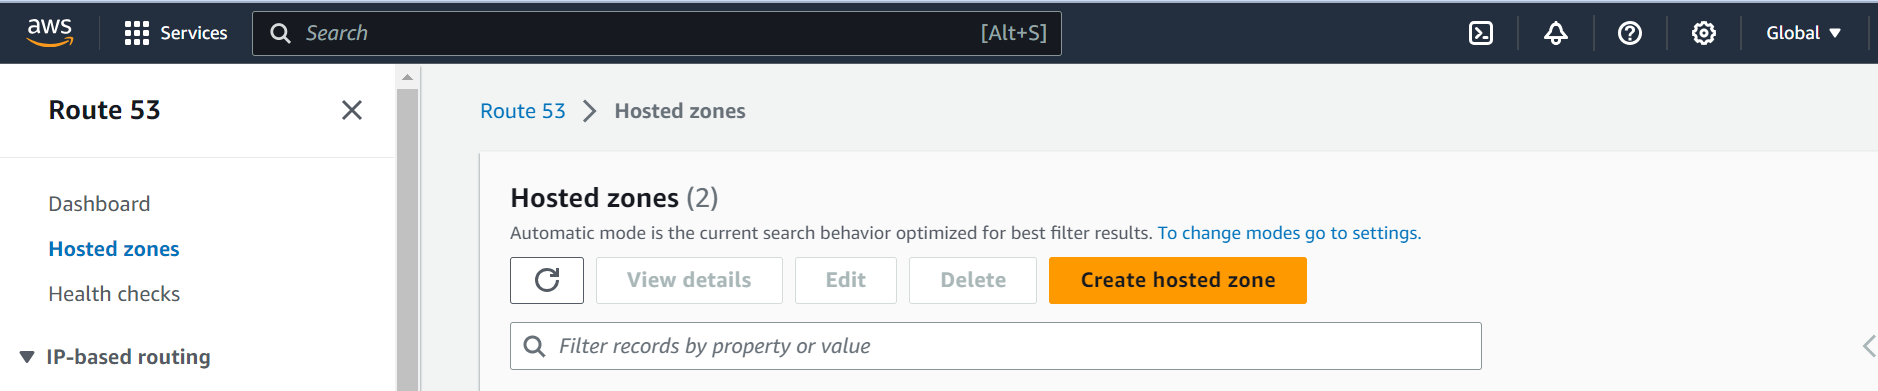 aws Services Search [Alt+S] Global
Route 53
Dashboard
Hosted zones
Health checks
IP-based routing
Route 53 Hosted zones
Hosted zones (2)
Automatic mode is the current search behavior optimized for best filter results. To change modes go to settings.
View details Edit Delete Create hosted zone
Filter records by property or value